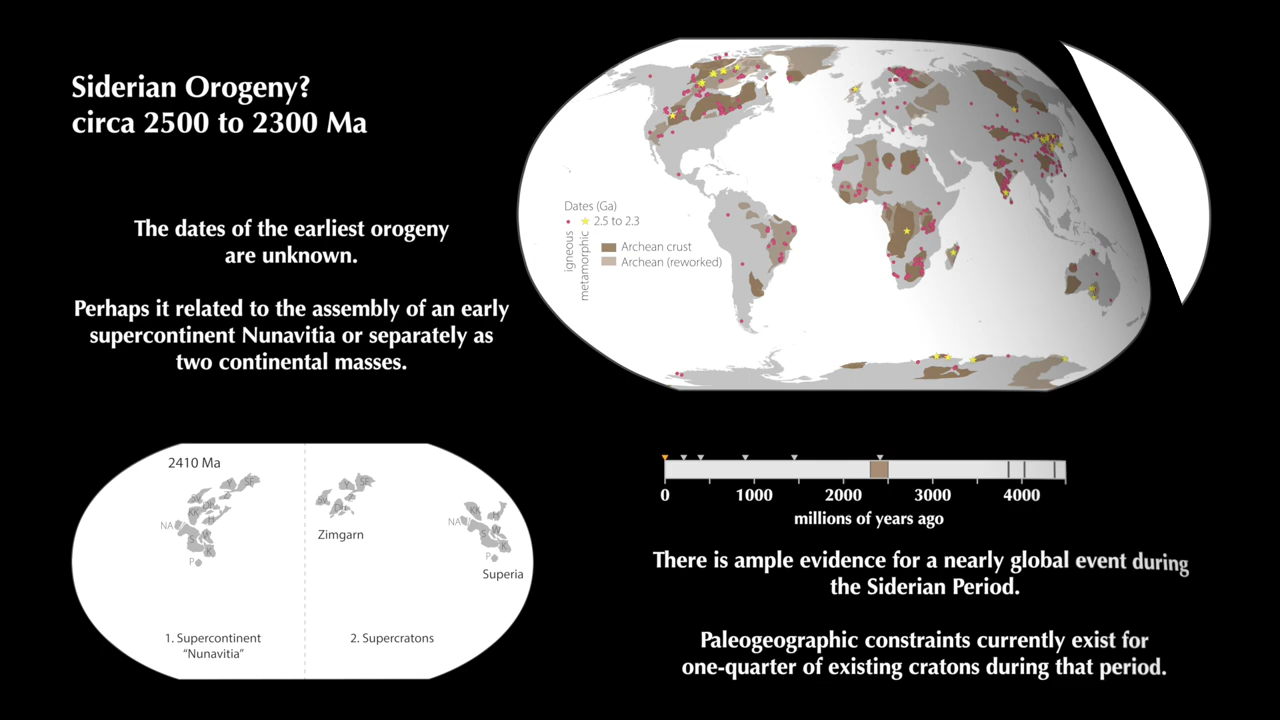 Siderian Orogeny?
circa 2500 to 2300 Ma
The dates of the earliest orogeny
are unknown.
Perhaps it related to the assembly of an early
supercontinent Nunavitia or separately as
two continental masses.
Dates (Ga)
2.5 to 2.3
igneous
metamorphic
Archean crust
Archean (reworked)
2410 Ma
NA
P
1. Supercontinent
“Nunavitia”
Zimgarn
NA
P
Superia
2. Supercratons
0 1000 2000 3000 4000
millions of years ago
There is ample evidence for a nearly global event during
the Siderian Period.
Paleogeographic constraints currently exist for
one-quarter of existing cratons during that period.